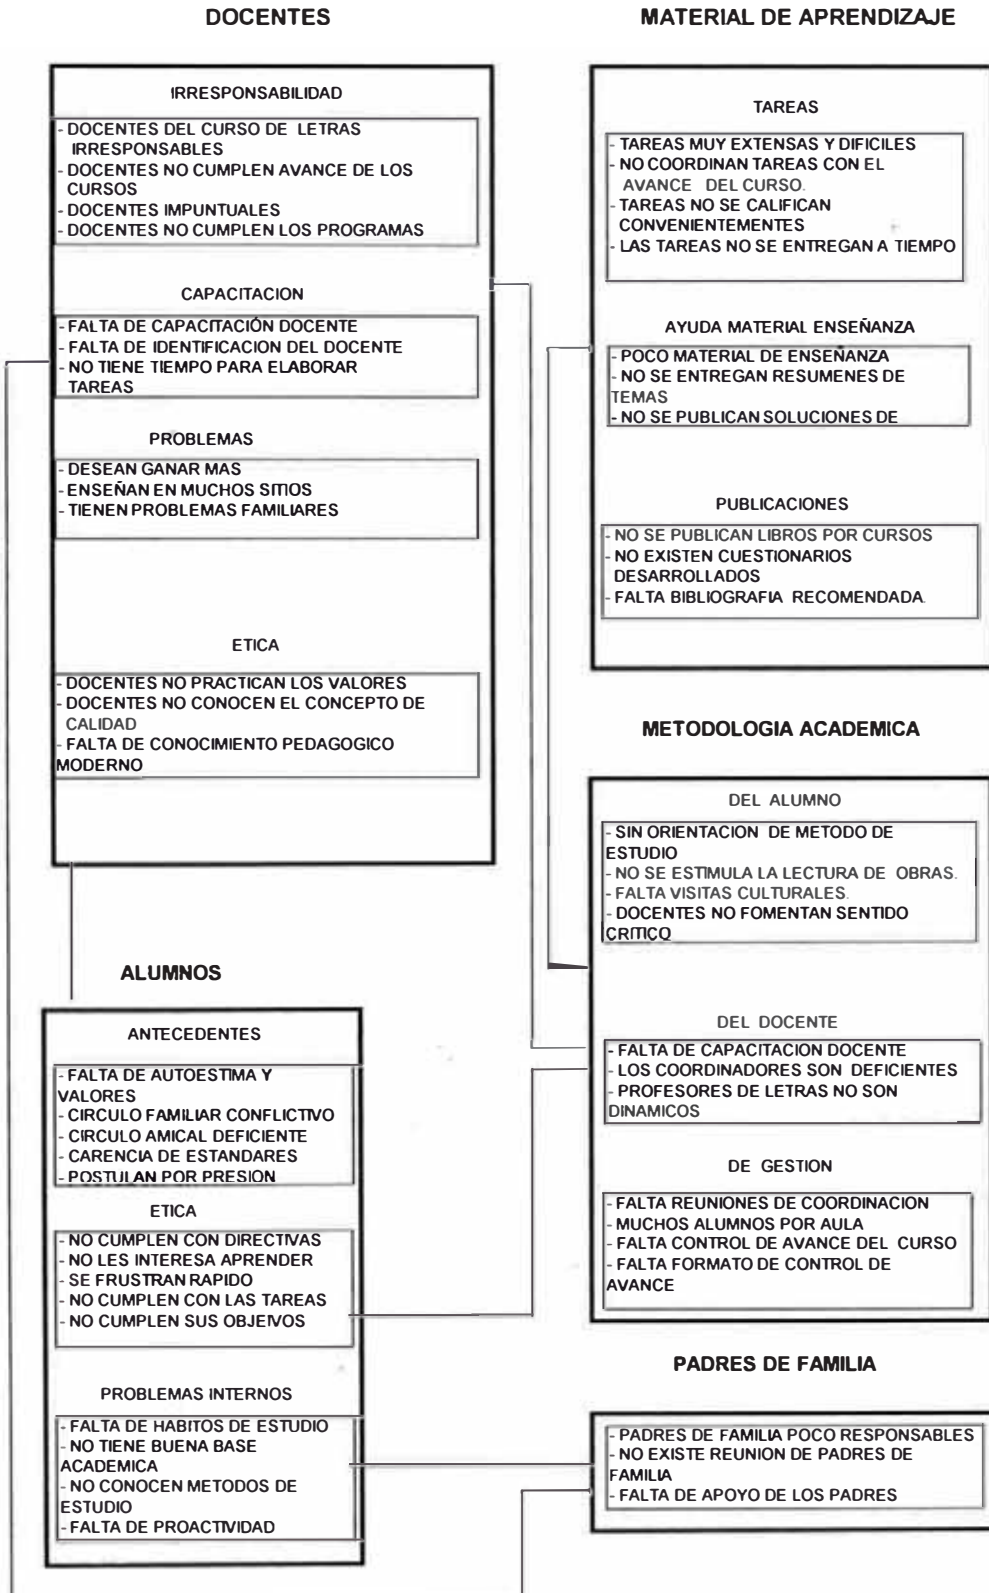 DOCENTES
IRRESPONSABILIDAD
- DOCENTES DEL CURSO DE LETRAS
IRRESPONSABLES
- DOCENTES NO CUMPLEN AVANCE DE LOS
CURSOS
- DOCENTES IMPUNTUALES
- DOCENTES NO CUMPLEN LOS PROGRAMAS
CAPACITACION
- FALTA DE CAPACITACIÓN DOCENTE
- FALTA DE IDENTIFICACION DEL DOCENTE
- NO TIENE TIEMPO PARA ELABORAR
TAREAS
PROBLEMAS
- DESEAN GANAR MAS
- ENSEÑAN EN MUCHOS SITIOS
- TIENEN PROBLEMAS FAMILIARES
ETICA
- DOCENTES NO PRACTICAN LOS VALORES
- DOCENTES NO CONOCEN EL CONCEPTO DE
CALIDAD
- FALTA DE CONOCIMIENTO PEDAGOGICO
MODERNO
ALUMNOS
ANTECEDENTES
- FALTA DE AUTOESTIMA Y
VALORES
- CIRCULO FAMILIAR CONFLICTIVO
- CIRCULO AMICAL DEFICIENTE
- CARENCIA DE ESTANDARES
- POSTULAN POR PRESION
ETICA
- NO CUMPLEN CON DIRECTIVAS
- NO LES INTERESA APRENDER
- SE FRUSTRAN RAPIDO
- NO CUMPLEN CON LAS TAREAS
- NO CUMPLEN SUS OBJEIVOS
PROBLEMAS INTERNOS
- FALTA DE HABITOS DE ESTUDIO
- NO TIENE BUENA BASE
ACADEMICA
- NO CONOCEN METODOS DE
ESTUDIO
- FALTA DE PROACTIVIDAD
MATERIAL DE APRENDIZAJE
TAREAS
- TAREAS MUY EXTENSAS Y DIFICILES
- NO COORDINAN TAREAS CON EL
AVANCE DEL CURSO.
- TAREAS NO SE CALIFICAN
CONVENIENTEMENTES
- LAS TAREAS NO SE ENTREGAN A TIEMPO
AYUDA MATERIAL ENSEÑANZA
- POCO MATERIAL DE ENSEÑANZA
- NO SE ENTREGAN RESUMENES DE
TEMAS
- NO SE PUBLICAN SOLUCIONES DE
PUBLICACIONES
- NO SE PUBLICAN LIBROS POR CURSOS
- NO EXISTEN CUESTIONARIOS
DESARROLLADOS
- FALTA BIBLIOGRAFIA RECOMENDADA.
METODOLOGIA ACADEMICA
DEL ALUMNO
- SIN ORIENTACION DE METODO DE
ESTUDIO
- NO SE ESTIMULA LA LECTURA DE OBRAS.
- FALTA VISITAS CULTURALES.
- DOCENTES NO FOMENTAN SENTIDO
CRITICO
DEL DOCENTE
- FALTA DE CAPACITACION DOCENTE
- LOS COORDINADORES SON DEFICIENTES
- PROFESORES DE LETRAS NO SON
DINAMICOS
DE GESTION
- FALTA REUNIONES DE COORDINACION
- MUCHOS ALUMNOS POR AULA
- FALTA CONTROL DE AVANCE DEL CURSO
- FALTA FORMATO DE CONTROL DE
AVANCE
PADRES DE FAMILIA
- PADRES DE FAMILIA POCO RESPONSABLES
- NO EXISTE REUNION DE PADRES DE
FAMILIA
- FALTA DE APOYO DE LOS PADRES